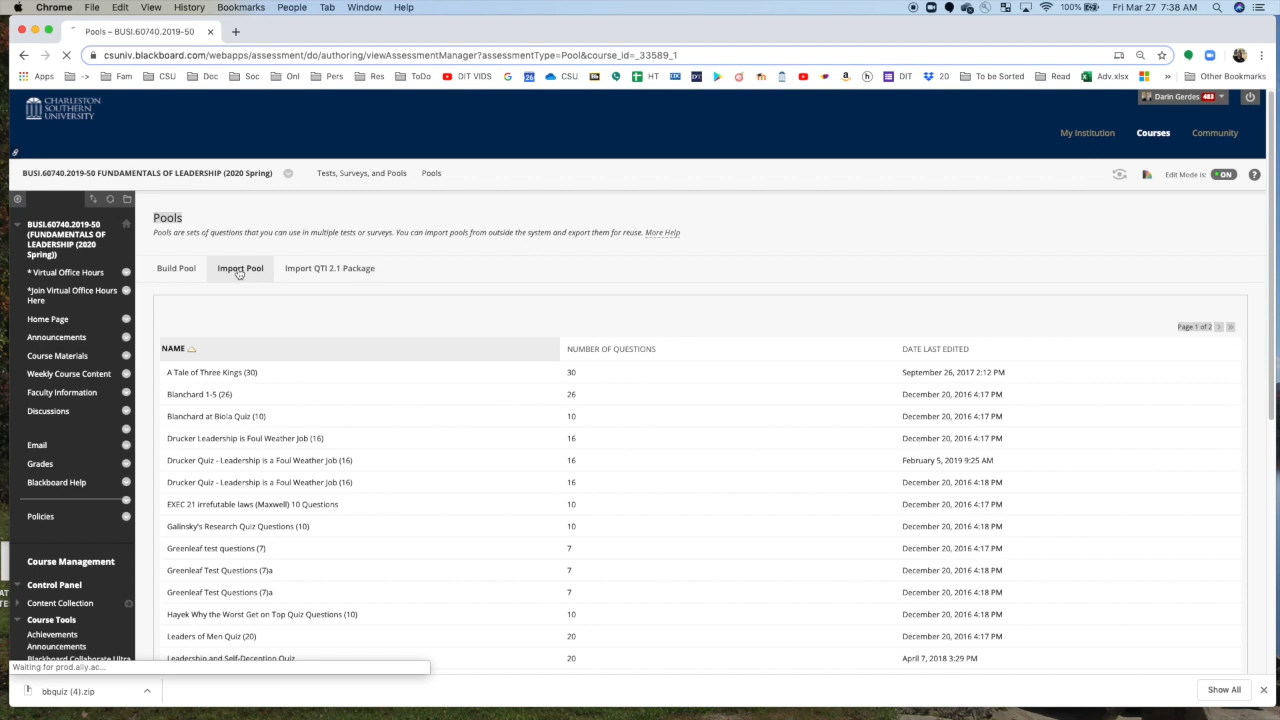 Chrome File Edit View History Bookmarks People Tab Window Help 100% Fri Mar 27 7:38 AM
Pools – BUSI.60740.2019-50
csuniv.blackboard.com/webapps/assessment/do/authoring/viewAssessmentManager?assessmentType=Pool&course_id=_33589_1
Apps -> Fam CSU Doc Soc Onl Pers Res ToDo DIT VIDS 26 CSU HT DIT 20 To be Sorted Read Adv.xlsx » Other Bookmarks
CHARLESTON SOUTHERN UNIVERSITY
Darin Gerdes 483
My Institution Courses Community
BUSI.60740.2019-50 FUNDAMENTALS OF LEADERSHIP (2020 Spring) Tests, Surveys, and Pools Pools Edit Mode is: ON ?
BUSI.60740.2019-50
(FUNDAMENTALS OF
LEADERSHIP (2020
Spring))
* Virtual Office Hours
*Join Virtual Office Hours
Here
Home Page
Announcements
Course Materials
Weekly Course Content
Faculty Information
Discussions
Email
Grades
Blackboard Help
Policies
Course Management
Control Panel
Content Collection
Course Tools
Achievements
Announcements
Blackboard Collaborate Ultra
Pools
Pools are sets of questions that you can use in multiple tests or surveys. You can import pools from outside the system and export them for reuse. More Help
Build Pool Import Pool Import QTI 2.1 Package
Page 1 of 2 > »
NAME NUMBER OF QUESTIONS DATE LAST EDITED
A Tale of Three Kings (30) 30 September 26, 2017 2:12 PM
Blanchard 1-5 (26) 26 December 20, 2016 4:17 PM
Blanchard at Biola Quiz (10) 10 December 20, 2016 4:17 PM
Drucker Leadership is Foul Weather Job (16) 16 December 20, 2016 4:17 PM
Drucker Quiz - Leadership is a Foul Weather Job (16) 16 February 5, 2019 9:25 AM
Drucker Quiz - Leadership is a Foul Weather Job (16) 16 December 20, 2016 4:18 PM
EXEC 21 irrefutable laws (Maxwell) 10 Questions 10 December 20, 2016 4:17 PM
Galinsky's Research Quiz Questions (10) 10 December 20, 2016 4:18 PM
Greenleaf test questions (7) 7 December 20, 2016 4:17 PM
Greenleaf Test Questions (7)a 7 December 20, 2016 4:18 PM
Greenleaf Test Questions (7)a 7 December 20, 2016 4:18 PM
Hayek Why the Worst Get on Top Quiz Questions (10) 10 December 20, 2016 4:18 PM
Leaders of Men Quiz (20) 20 December 20, 2016 4:17 PM
Leadership and Self-Deception Quiz 20 April 7, 2018 3:29 PM
Waiting for prod.ally.ac...
bbquiz (4).zip Show All